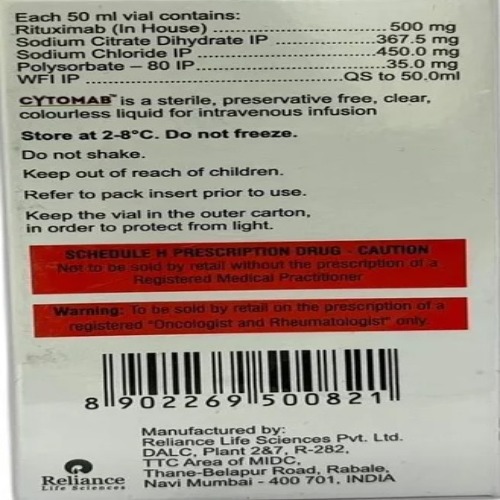 Each 50 ml vial contains:
Rituximab (In House) ........................... 500 mg
Sodium Citrate Dihydrate IP ................. 367.5 mg
Sodium Chloride IP .............................. 450.0 mg
Polysorbate – 80 IP ............................... 35.0 mg
WFI IP ........................................ QS to 50.0ml
CYTOMAB™ is a sterile, preservative free, clear,
colourless liquid for intravenous infusion
Store at 2-8°C. Do not freeze.
Do not shake.
Keep out of reach of children.
Refer to pack insert prior to use.
Keep the vial in the outer carton,
in order to protect from light.
SCHEDULE H PRESCRIPTION DRUG - CAUTION
Not to be sold by retail without the prescription of a
Registered Medical Practitioner
Warning: To be sold by retail on the prescription of a
registered "Oncologist and Rheumatologist" only
8 902269 500821
Manufactured by:
Reliance Life Sciences Pvt. Ltd.
DALC, Plant 2&7, R-282,
TTC Area of MIDC,
Thane-Belapur Road, Rabale,
Navi Mumbai - 400 701. INDIA
Reliance
Life Sciences